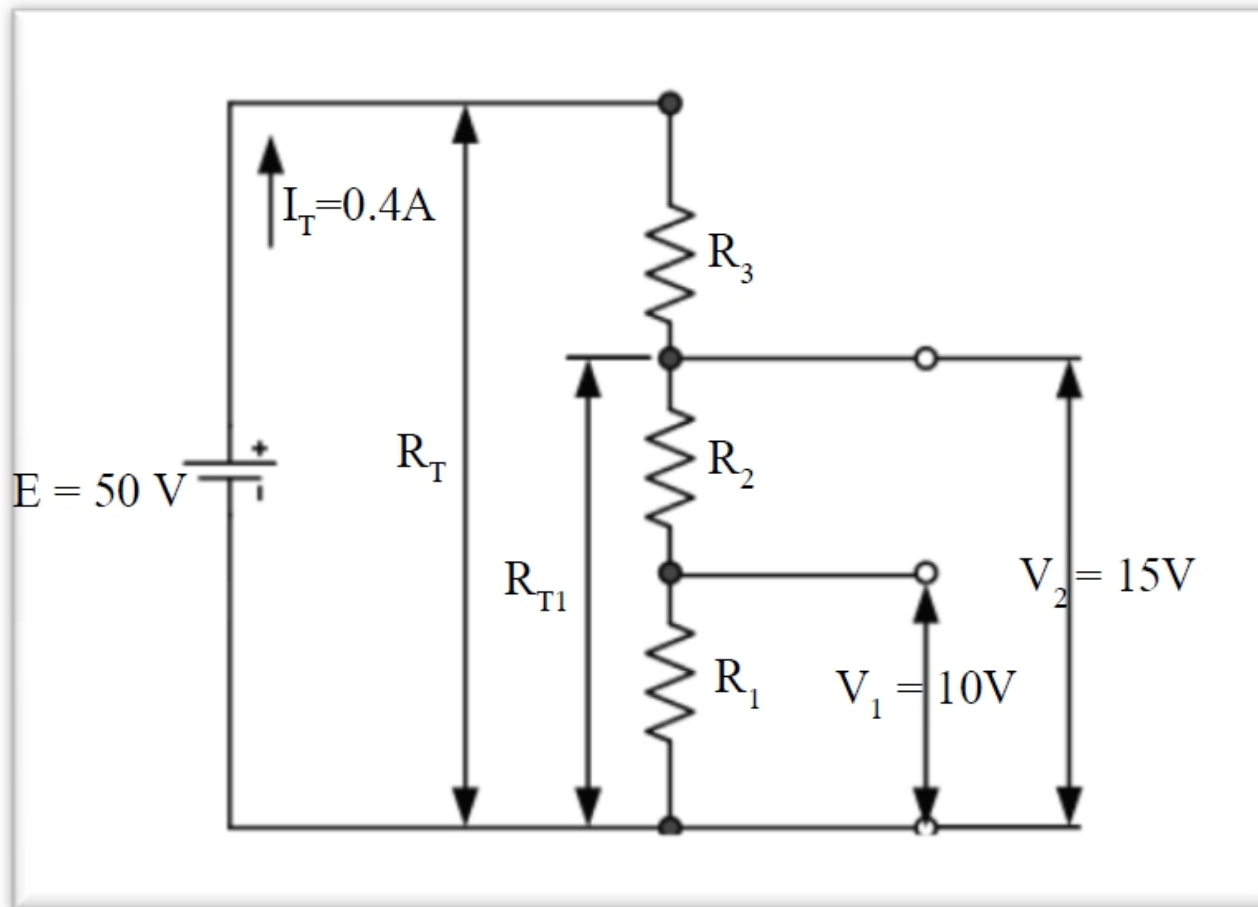 I_T=0.4A
R_3
R_T
R_2
E = 50 V
+
-
R_T1
V_2 = 15V
R_1
V_1 = 10V